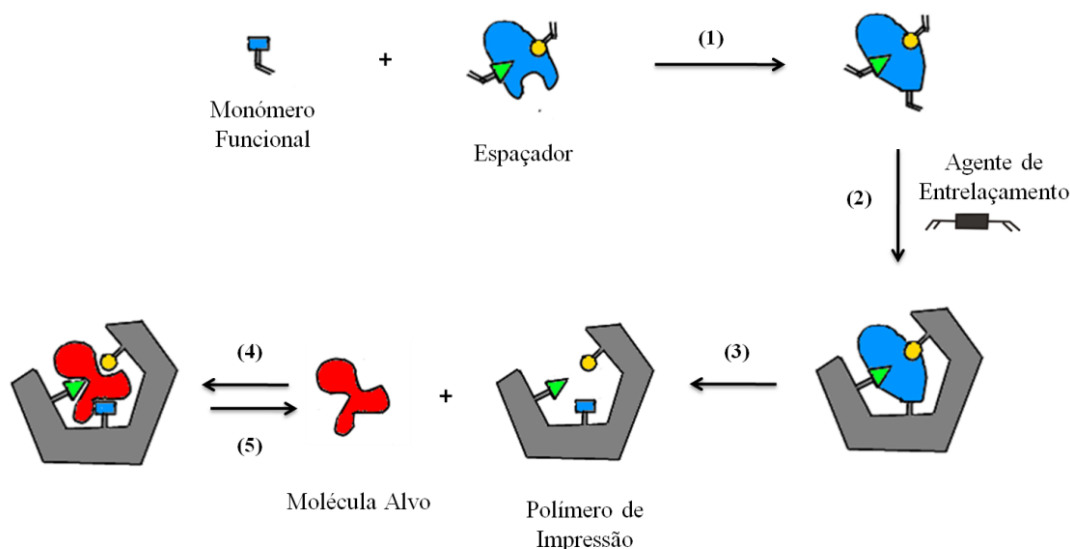 (1)
+
Monómero
Funcional
Espaçador
(2)
Agente de
Entrelaçamento
(4)
(3)
+
(5)
Molécula Alvo
Polímero de
Impressão